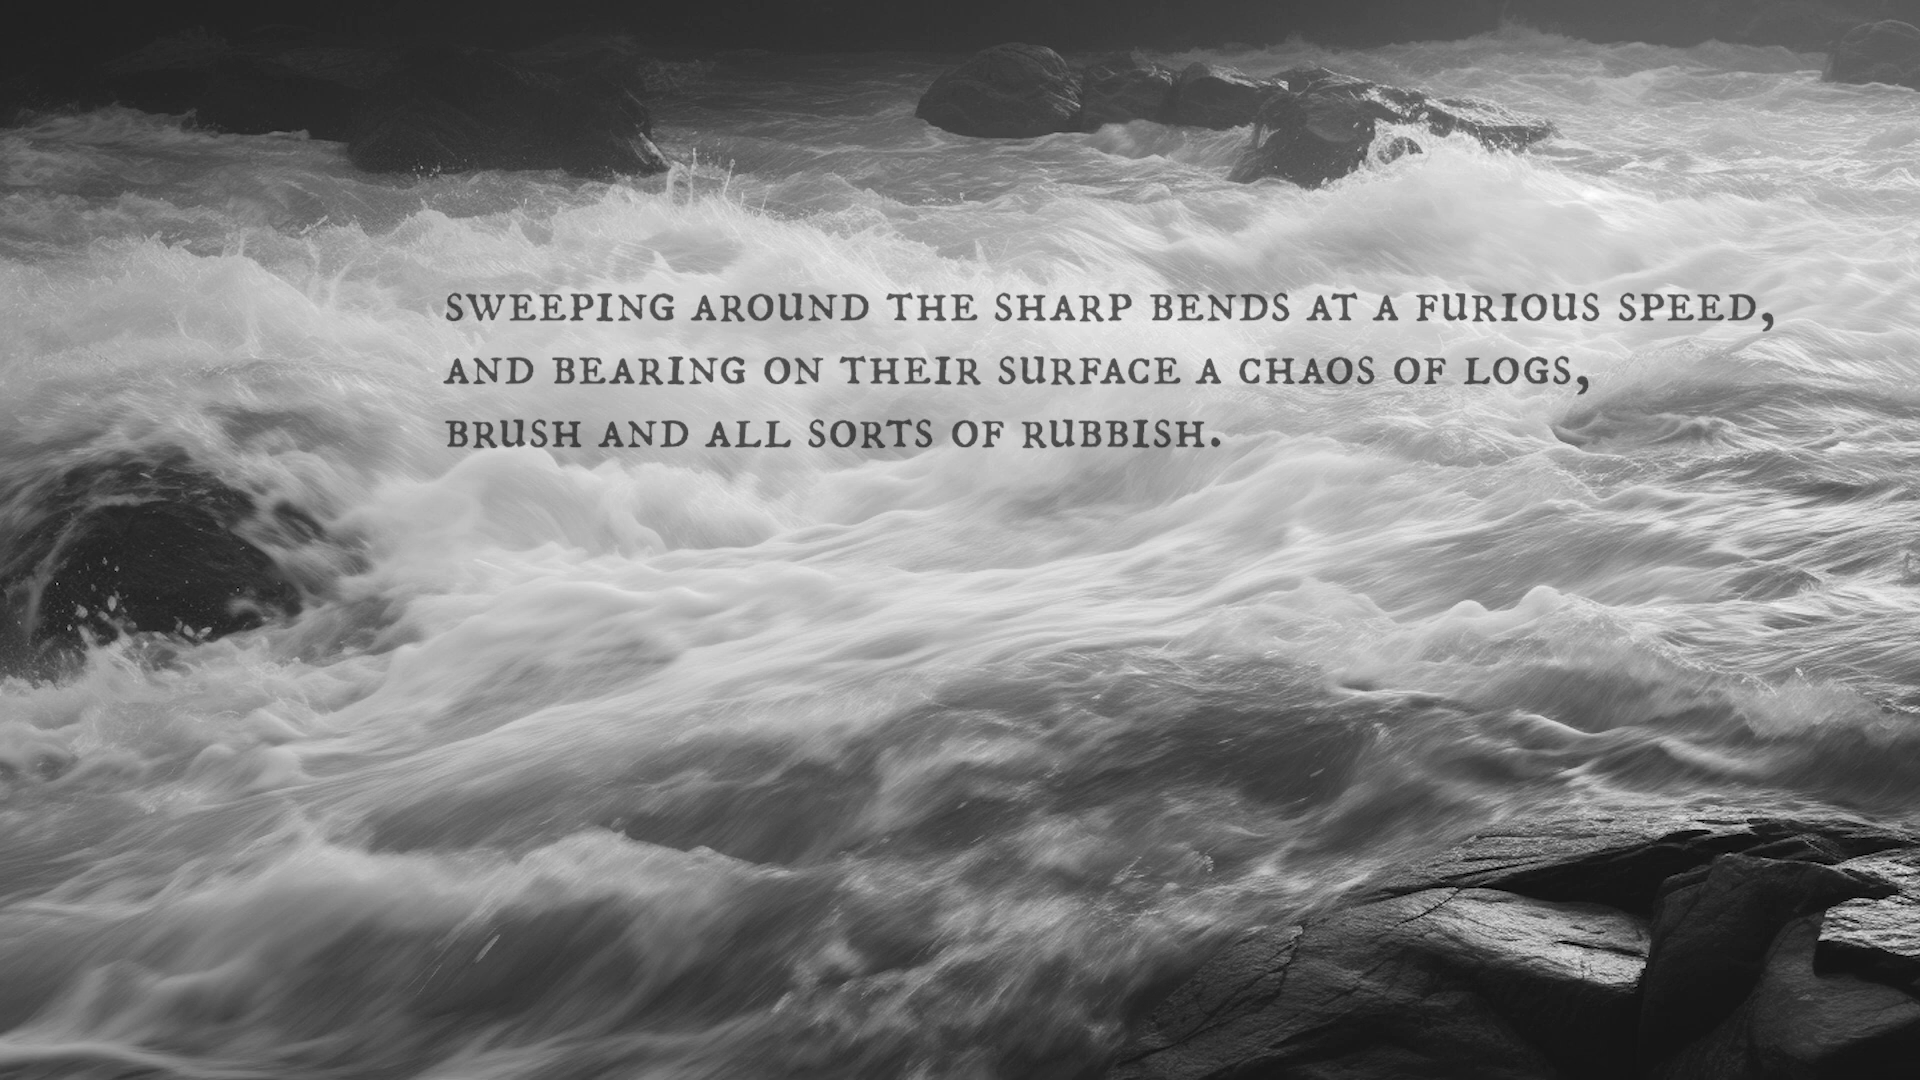 SWEEPING AROUND THE SHARP BENDS AT A FURIOUS SPEED,
AND BEARING ON THEIR SURFACE A CHAOS OF LOGS,
BRUSH AND ALL SORTS OF RUBBISH.